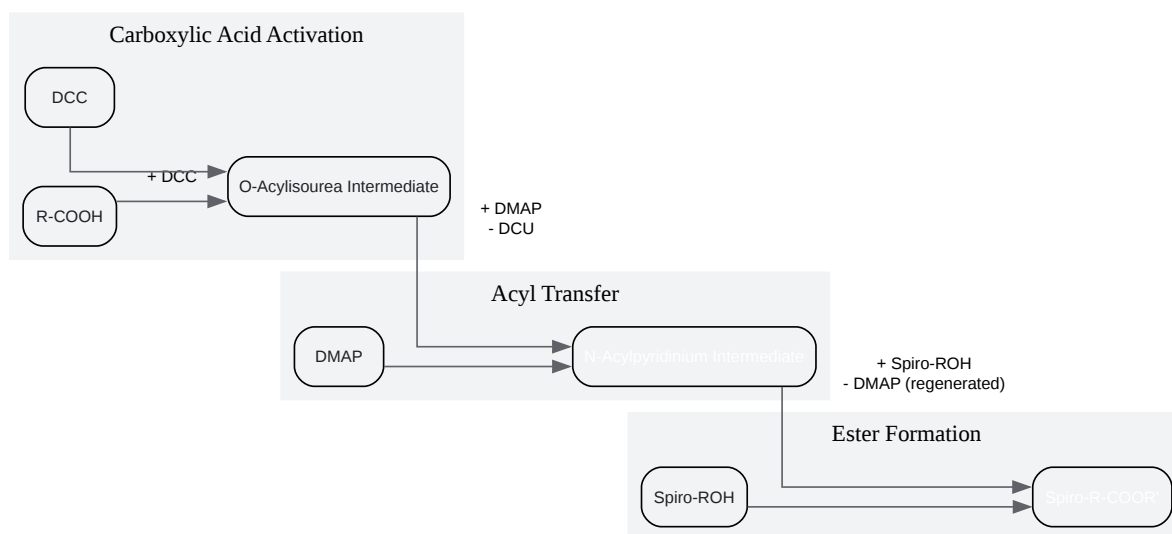 Carboxylic Acid Activation
DCC
+ DCC
O-Acylisourea Intermediate
R-COOH
+ DMAP
- DCU
Acyl Transfer
DMAP
N-Acylpyridinium Intermediate
+ Spiro-ROH
- DMAP (regenerated)
Ester Formation
Spiro-ROH
Spiro-R-COOR'